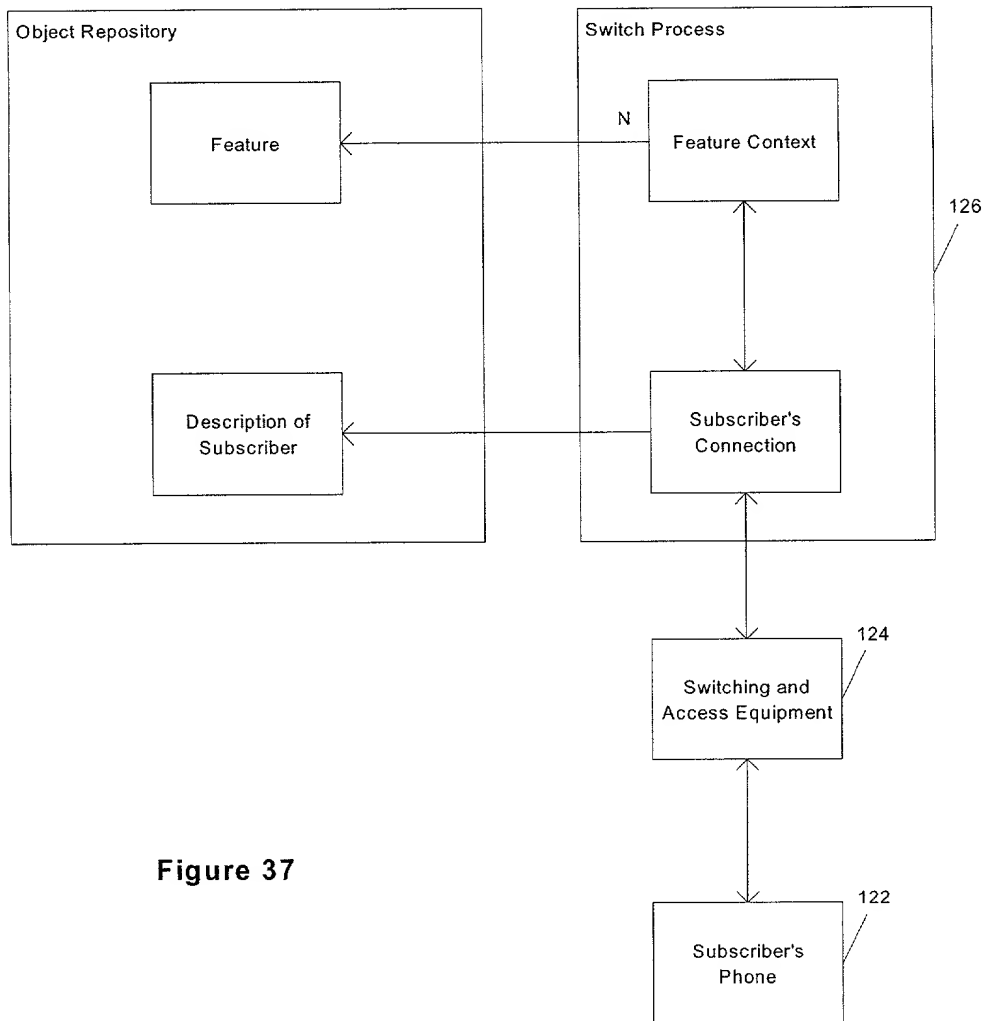 Object Repository
Switch Process
Feature
N
Feature Context
126
Description of
Subscriber
Subscriber's
Connection
124
Switching and
Access Equipment
Figure 37
122
Subscriber's
Phone